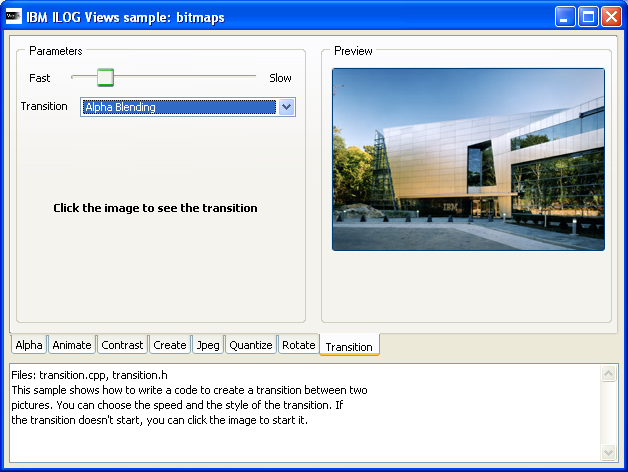 IBM ILOG Views sample: bitmaps
Parameters
Fast
Slow
Transition
Alpha Blending
Click the image to see the transition
Preview
IBM
Alpha
Animate
Contrast
Create
Jpeg
Quantize
Rotate
Transition
Files: transition.cpp, transition.h
This sample shows how to write a code to create a transition between two
pictures. You can choose the speed and the style of the transition. If
the transition doesn't start, you can click the image to start it.